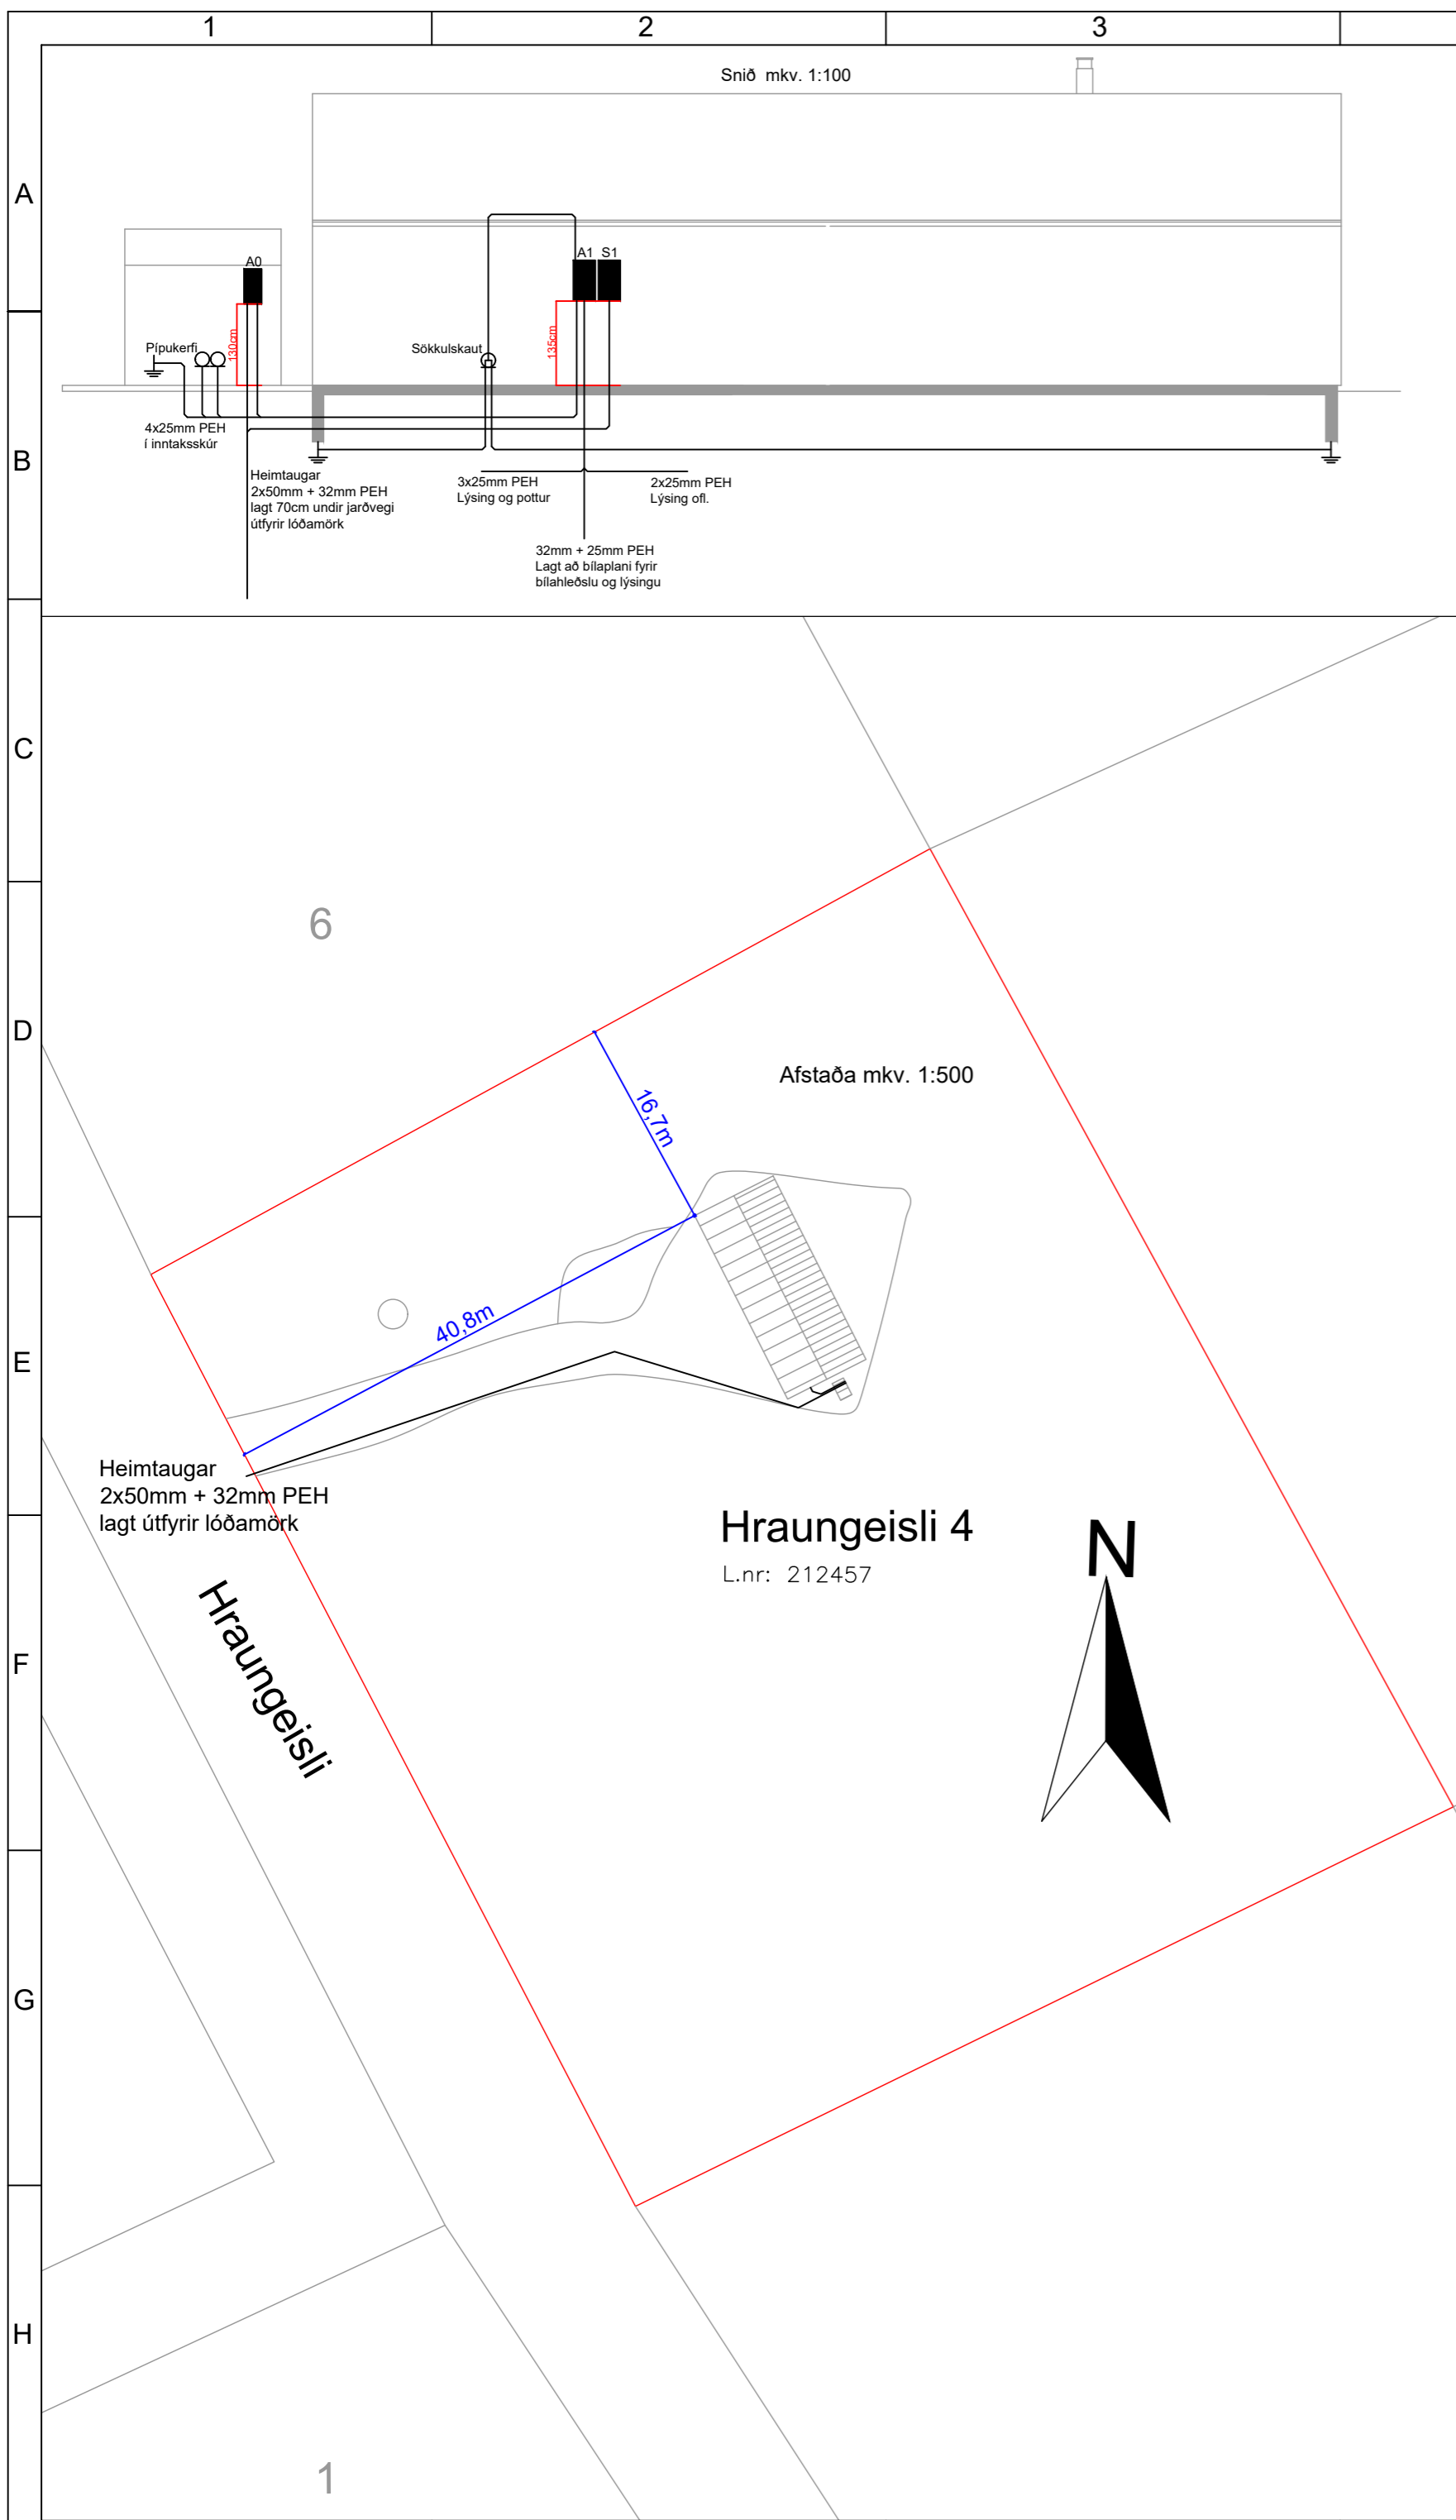 1
2
3
A
B
C
D
E
F
G
H
Snið mkv. 1:100
A0
A1
S1
Pípukerfi
130cm
Sökkulskaut
135cm
4x25mm PEH
í inntaksskúr
Heimtaugar
2x50mm + 32mm PEH
lagt 70cm undir jarðvegi
útfyrir lóðamörk
3x25mm PEH
Lýsing og pottur
2x25mm PEH
Lýsing ofl.
32mm + 25mm PEH
Lagt að bílaplani fyrir
bílahleðslu og lýsingu
6
Afstaða mkv. 1:500
16,7m
40,8m
Heimtaugar
2x50mm + 32mm PEH
lagt útfyrir lóðamörk
Hraungeisli 4
L.nr: 212457
N
Hraungeisli
1